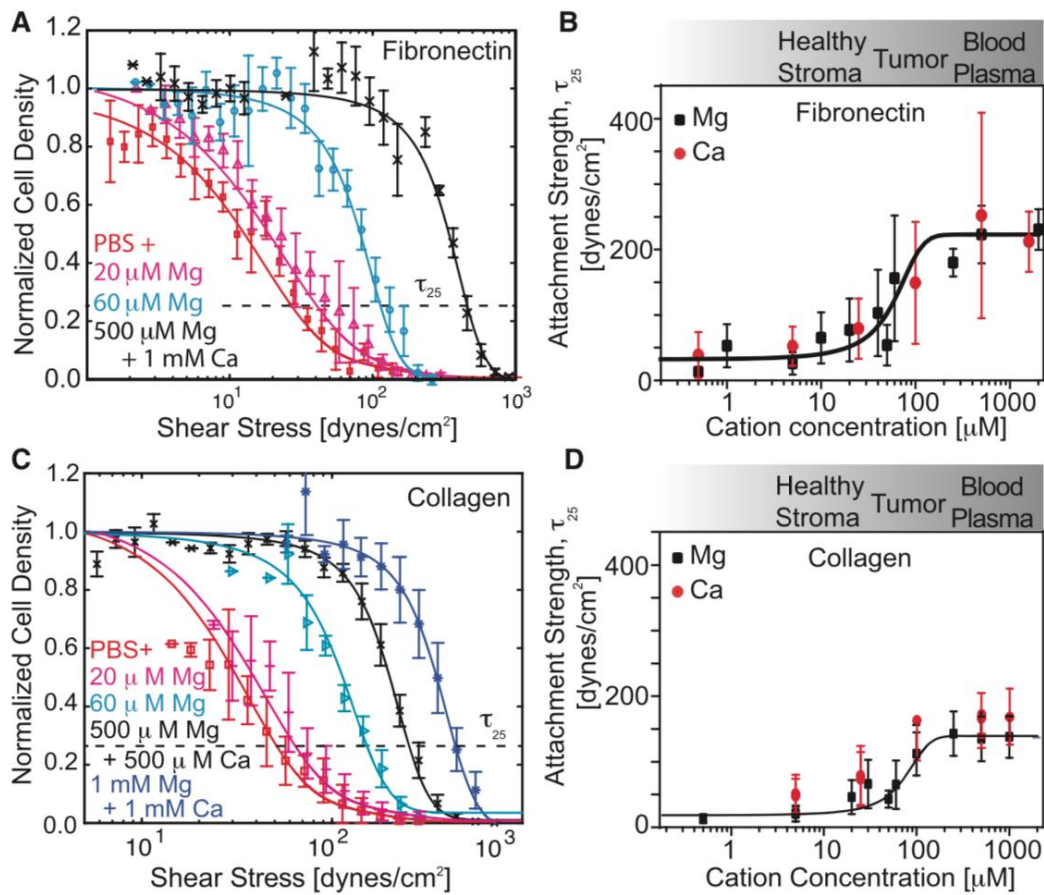 A
1.2
1.0
0.8
0.6
0.4
0.2
0.0
Normalized Cell Density
Fibronectin
PBS +
20 μM Mg
60 μM Mg
500 μM Mg
+ 1 mM Ca
τ25
10¹
10²
10³
Shear Stress [dynes/cm²]
B
Healthy
Stroma
Tumor
Blood
Plasma
Attachment Strength, τ25
[dynes/cm²]
400
200
0
Mg
Ca
Fibronectin
1
10
100
1000
Cation concentration [μM]
C
1.2
1.0
0.8
0.6
0.4
0.2
0.0
Normalized Cell Density
Collagen
PBS+
20 μ M Mg
60 μ M Mg
500 μ M Mg
+ 500 μ M Ca
1 mM Mg
+ 1 mM Ca
τ25
10¹
10²
10³
Shear Stress [dynes/cm²]
D
Healthy
Stroma
Tumor
Blood
Plasma
Attachment Strength, τ25
[dynes/cm²]
400
200
0
Mg
Ca
Collagen
1
10
100
1000
Cation Concentration [μM]